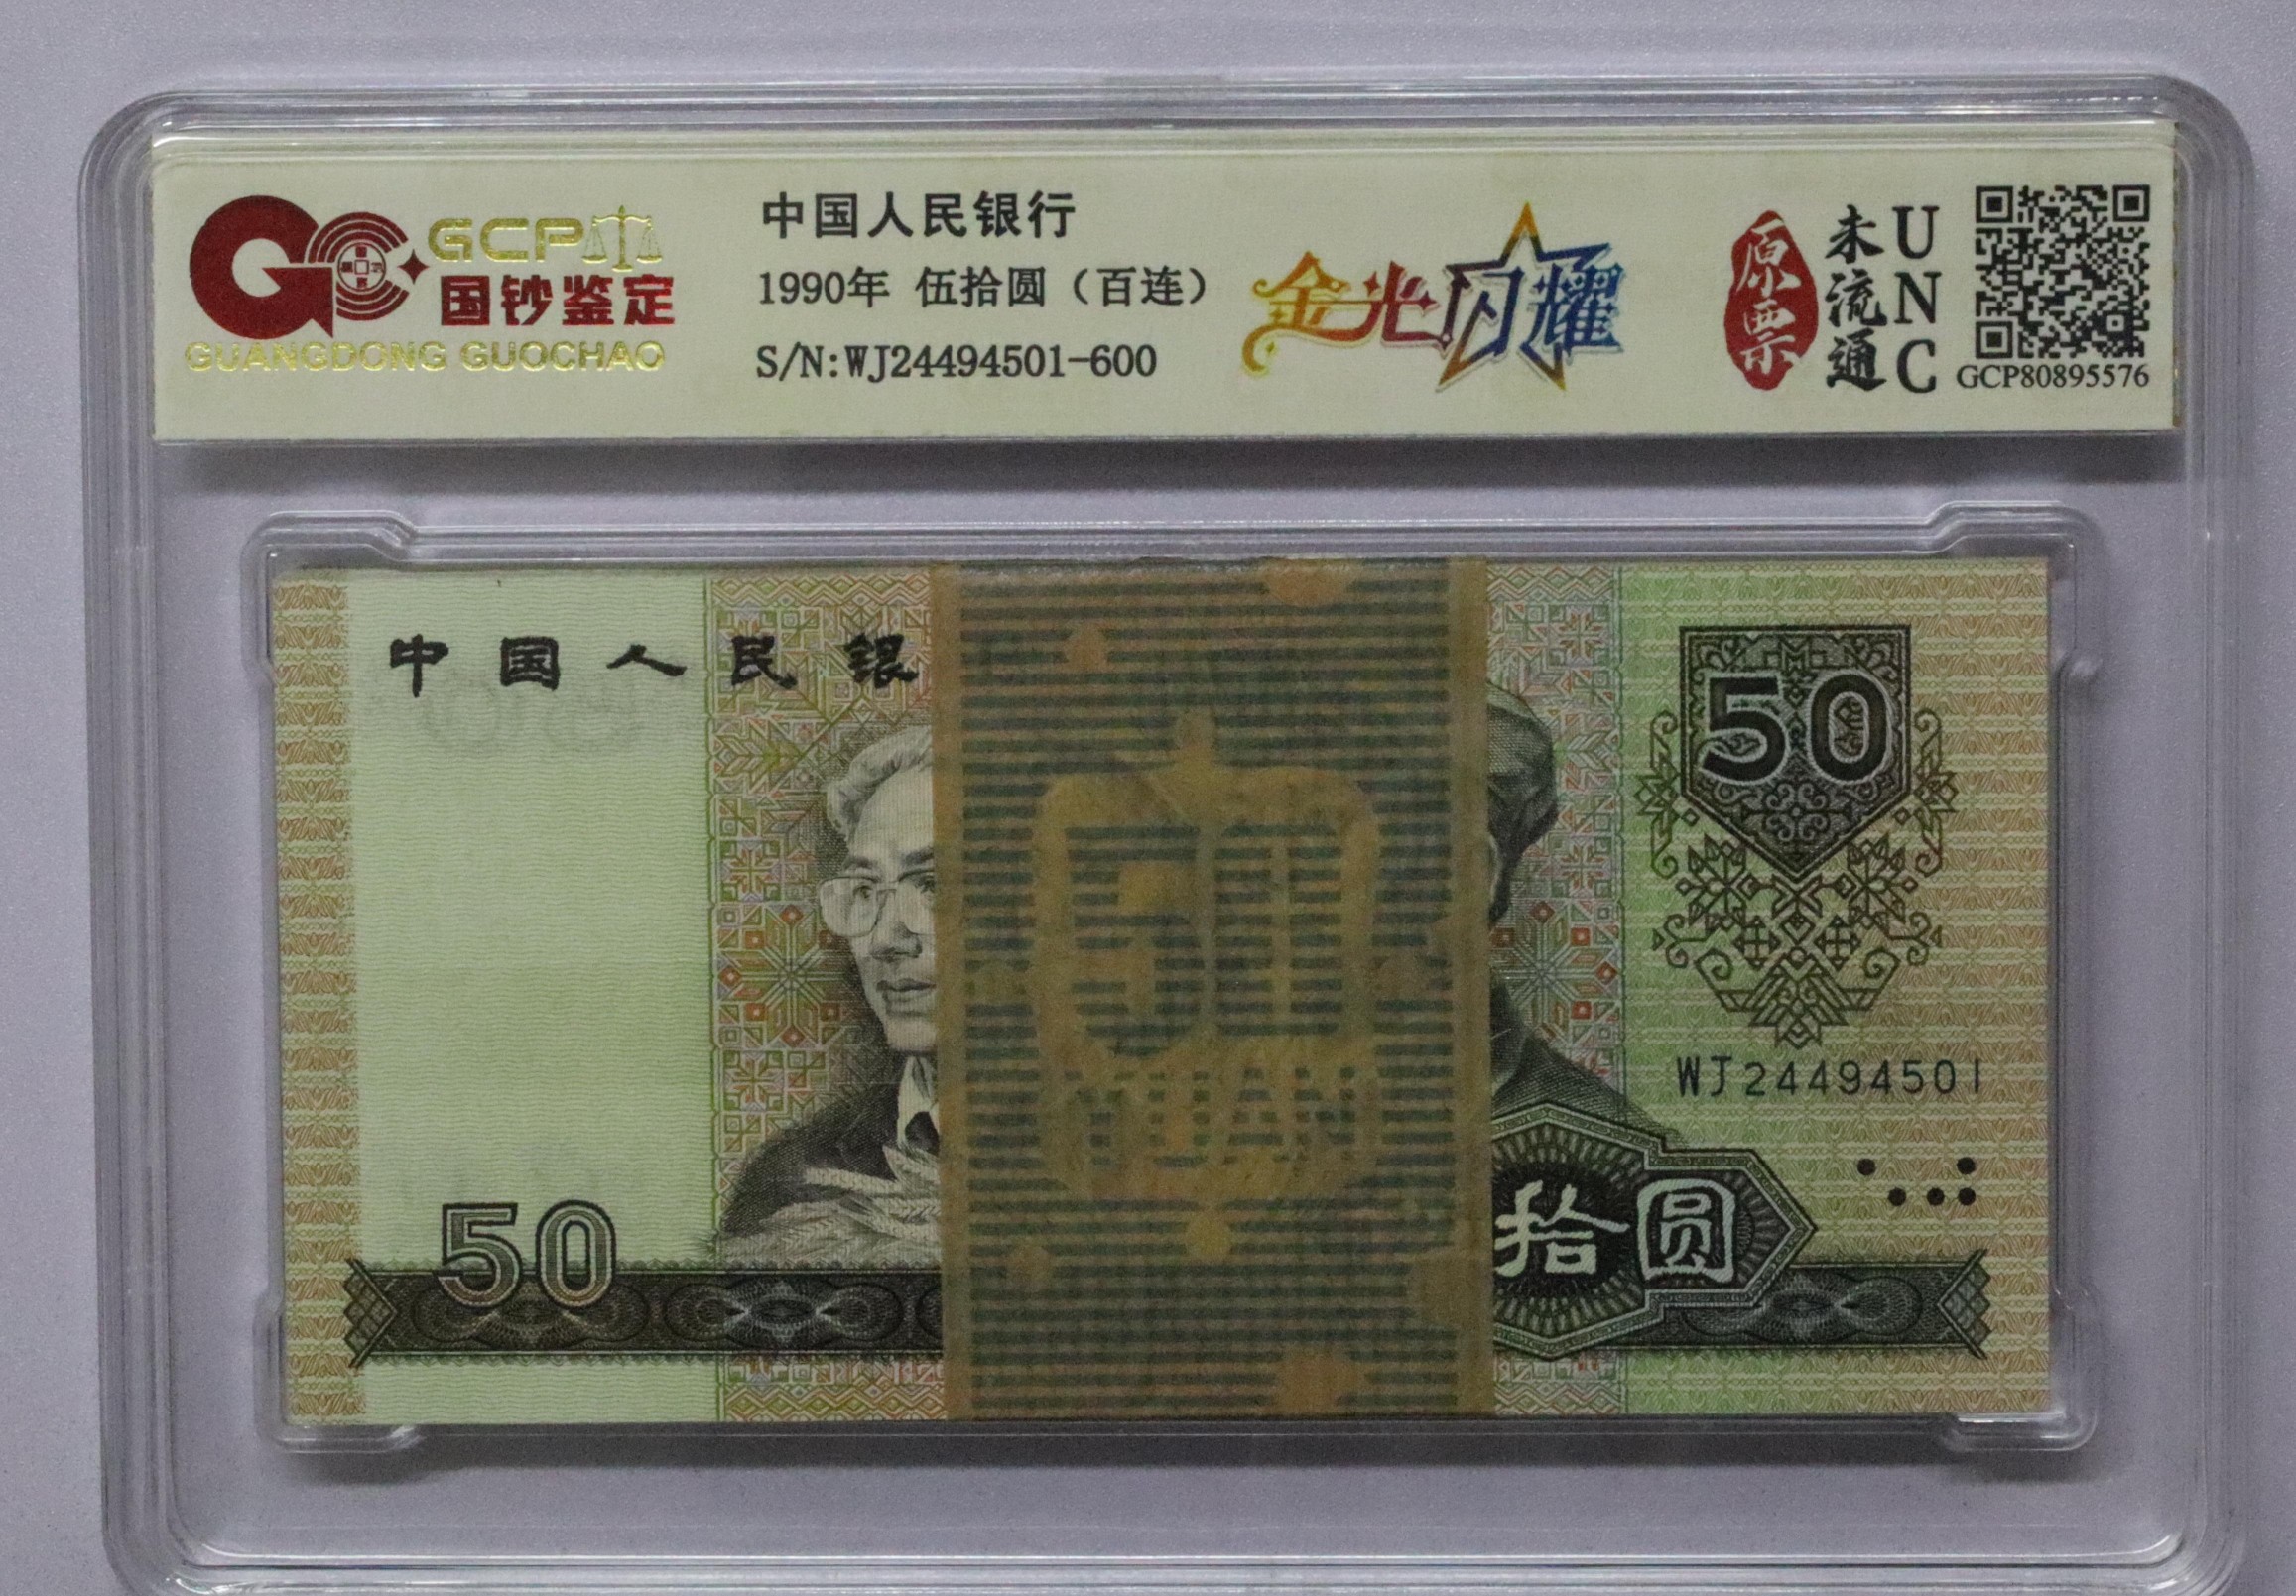 GCP
国钞鉴定
GUANGDONG GUOCHAO
中国人民银行
1990年 伍拾圆（百连）
S/N:WJ24494501-600
金光闪耀
原票
未流通
UNC
GCP80895576
中国人民银
50
50
YUAN
WJ24494501
50
拾圆